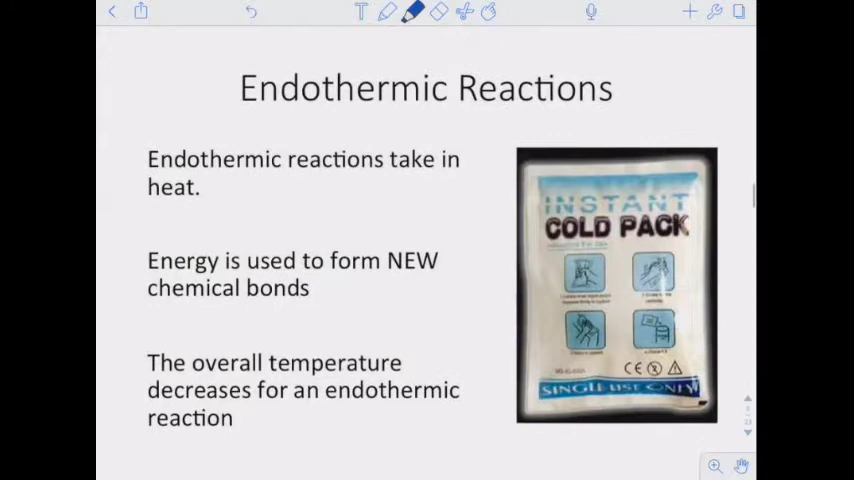 Endothermic Reactions
Endothermic reactions take in
heat.
Energy is used to form NEW
chemical bonds
The overall temperature
decreases for an endothermic
reaction
INSTANT
COLD PACK
CE
SINGLE USE ONLY